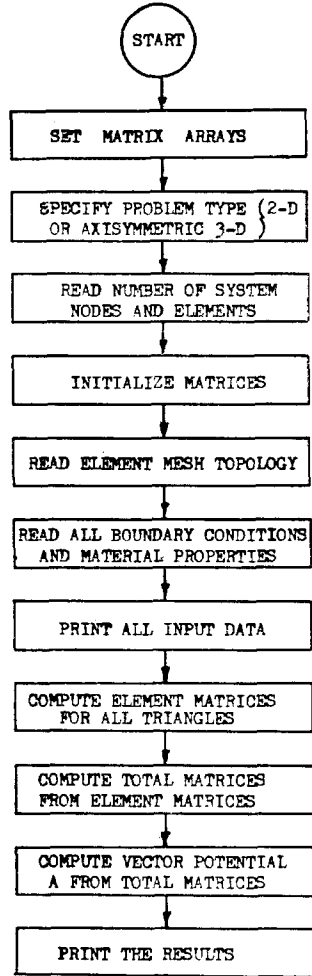 START
SET MATRIX ARRAYS
SPECIFY PROBLEM TYPE {2-D
OR AXISYMMETRIC 3-D}
READ NUMBER OF SYSTEM
NODES AND ELEMENTS
INITIALIZE MATRICES
READ ELEMENT MESH TOPOLOGY
READ ALL BOUNDARY CONDITIONS
AND MATERIAL PROPERTIES
PRINT ALL INPUT DATA
COMPUTE ELEMENT MATRICES
FOR ALL TRIANGLES
COMPUTE TOTAL MATRICES
FROM ELEMENT MATRICES
COMPUTE VECTOR POTENTIAL
A FROM TOTAL MATRICES
PRINT THE RESULTS